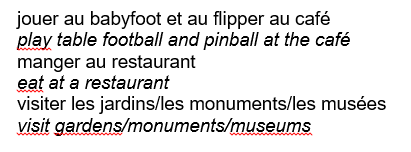 jouer au babyfoot et au flipper au café
play table football and pinball at the café
manger au restaurant
eat at a restaurant
visiter les jardins/les monuments/les musées
visit gardens/monuments/museums